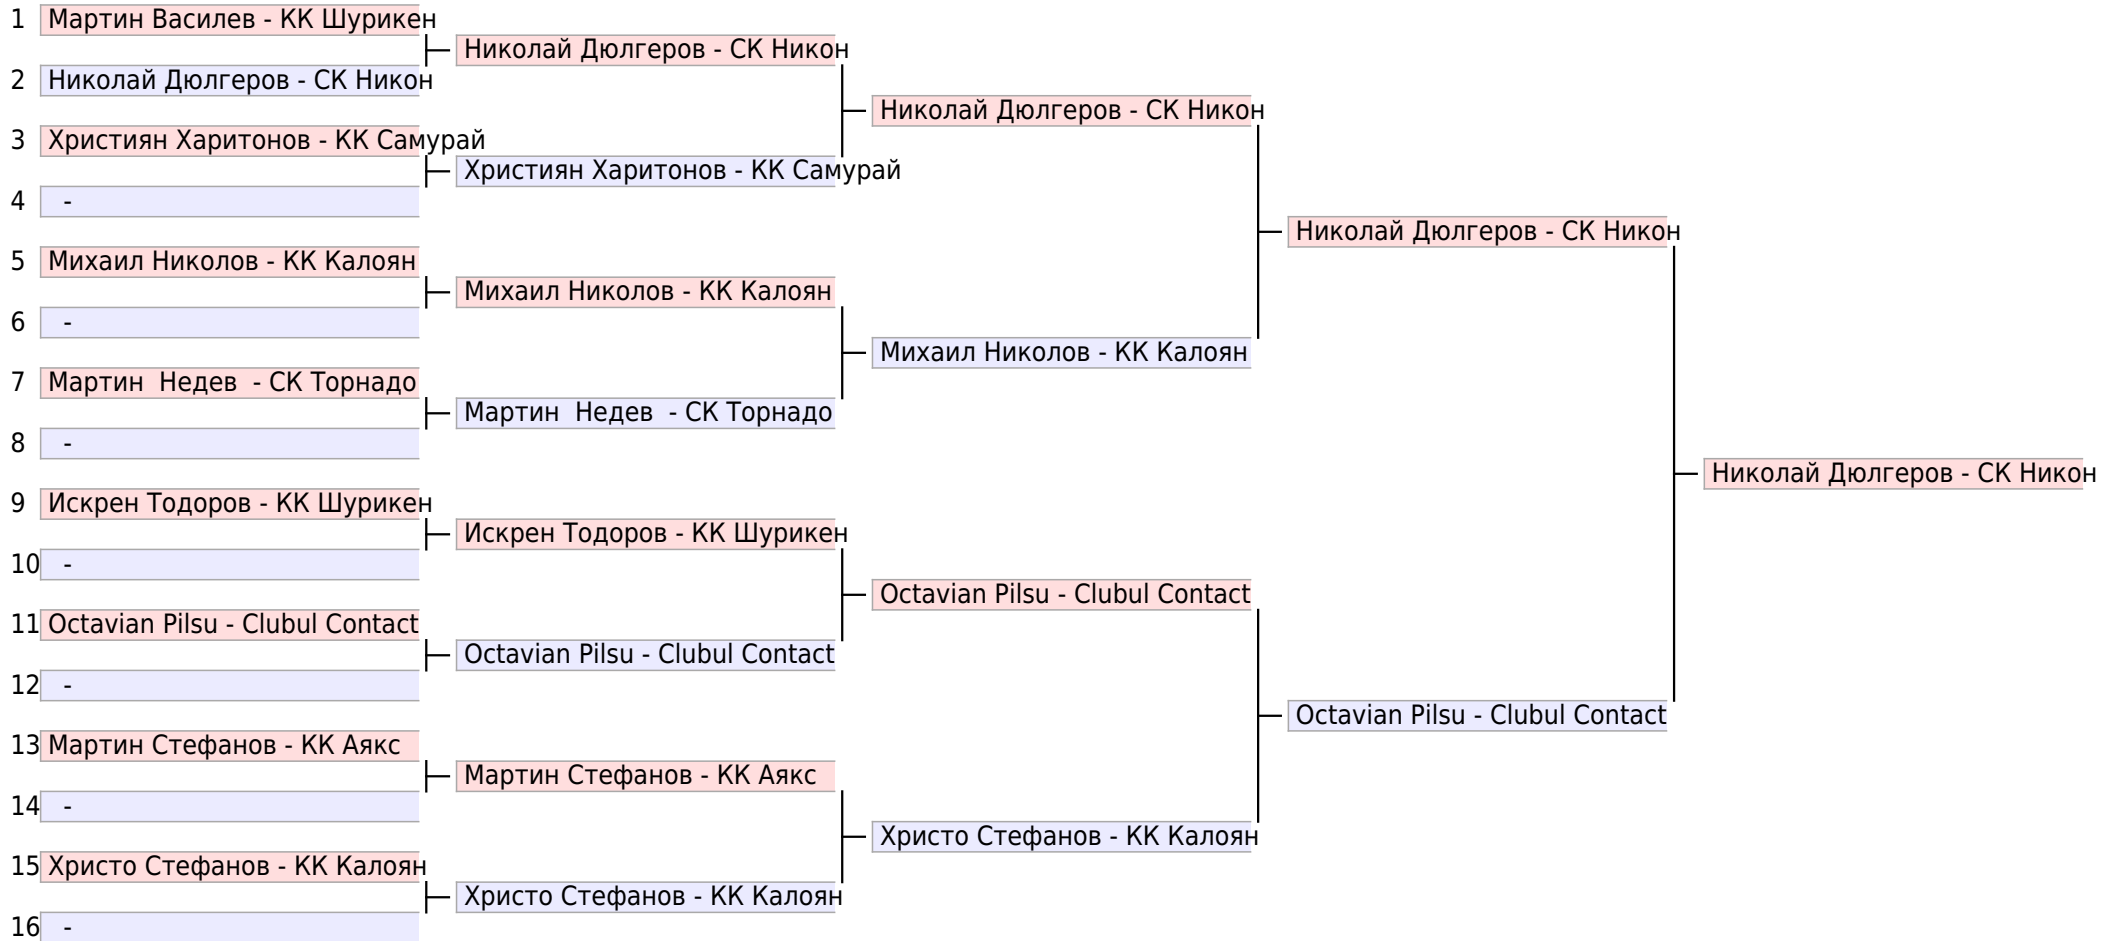 1 Мартин Василев - КК Шурикен
Николай Дюлгеров - СК Никон
2 Николай Дюлгеров - СК Никон
Николай Дюлгеров - СК Никон
3 Християн Харитонов - КК Самурай
Християн Харитонов - КК Самурай
4 -
Николай Дюлгеров - СК Никон
5 Михаил Николов - КК Калоян
Михаил Николов - КК Калоян
6 -
Михаил Николов - КК Калоян
7 Мартин  Недев  - СК Торнадо
Мартин  Недев  - СК Торнадо
8 -
Николай Дюлгеров - СК Никон
9 Искрен Тодоров - КК Шурикен
Искрен Тодоров - КК Шурикен
10 -
Octavian Pilsu - Clubul Contact
11 Octavian Pilsu - Clubul Contact
Octavian Pilsu - Clubul Contact
12 -
Octavian Pilsu - Clubul Contact
13 Мартин Стефанов - КК Аякс
Мартин Стефанов - КК Аякс
14 -
Христо Стефанов - КК Калоян
15 Христо Стефанов - КК Калоян
Христо Стефанов - КК Калоян
16 -